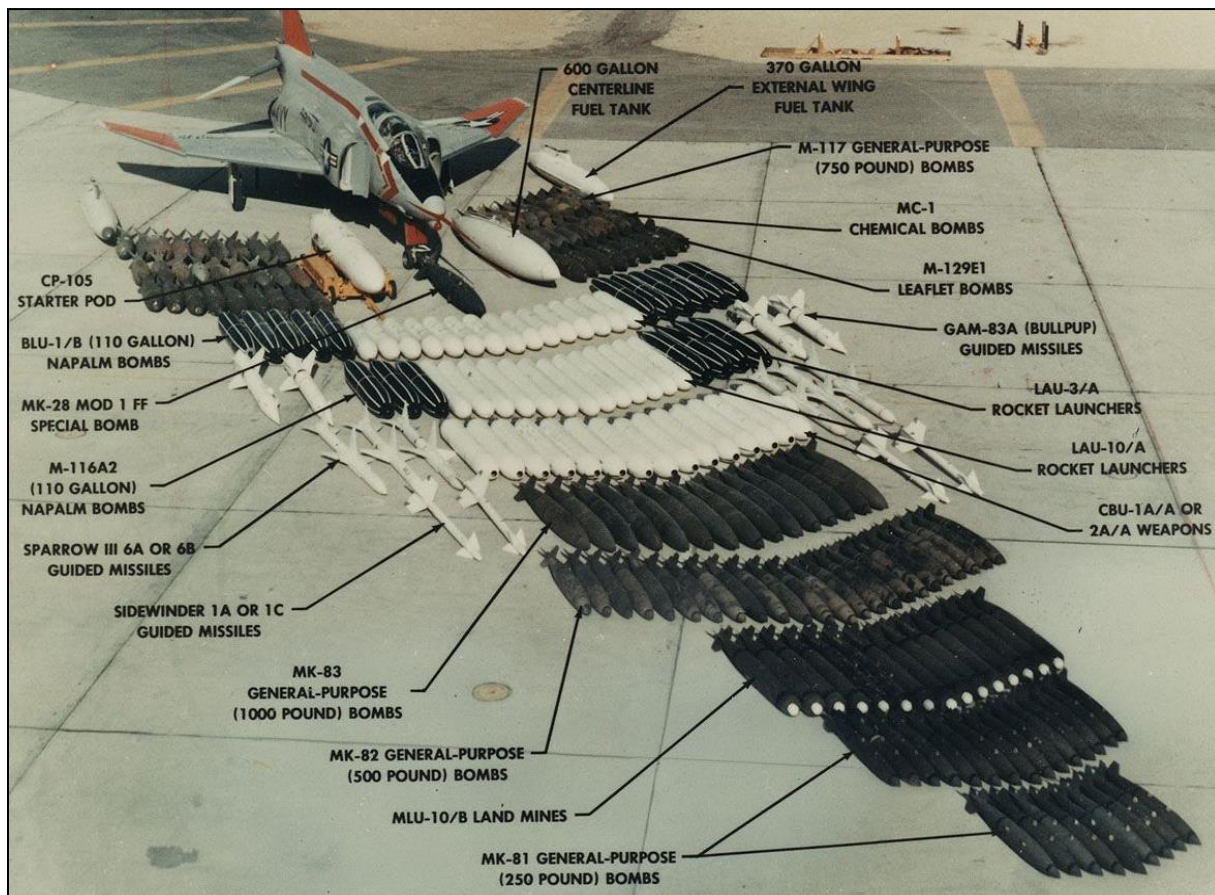 600 GALLON
CENTERLINE
FUEL TANK
370 GALLON
EXTERNAL WING
FUEL TANK
M-117 GENERAL-PURPOSE
(750 POUND) BOMBS
MC-1
CHEMICAL BOMBS
M-129E1
LEAFLET BOMBS
GAM-83A (BULLPUP)
GUIDED MISSILES
LAU-3/A
ROCKET LAUNCHERS
LAU-10/A
ROCKET LAUNCHERS
CBU-1A/A OR
2A/A WEAPONS
CP-105
STARTER POD
BLU-1/B (110 GALLON)
NAPALM BOMBS
MK-28 MOD 1 FF
SPECIAL BOMB
M-116A2
(110 GALLON)
NAPALM BOMBS
SPARROW III 6A OR 6B
GUIDED MISSILES
SIDEWINDER 1A OR 1C
GUIDED MISSILES
MK-83
GENERAL-PURPOSE
(1000 POUND) BOMBS
MK-82 GENERAL-PURPOSE
(500 POUND) BOMBS
MLU-10/B LAND MINES
MK-81 GENERAL-PURPOSE
(250 POUND) BOMBS